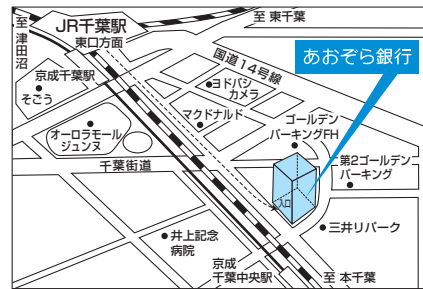 至 東千葉
至 津田沼
JR千葉駅
東口方面
国道14号線
あおぞら銀行
京成千葉駅
そごう
ヨドバシ
カメラ
マクドナルド
ゴールデン
パーキングFH
オーロラモール
ジュンヌ
第2ゴールデン
パーキング
千葉街道
入口
三井リパーク
井上記念
病院
京成
千葉中央駅
至 本千葉